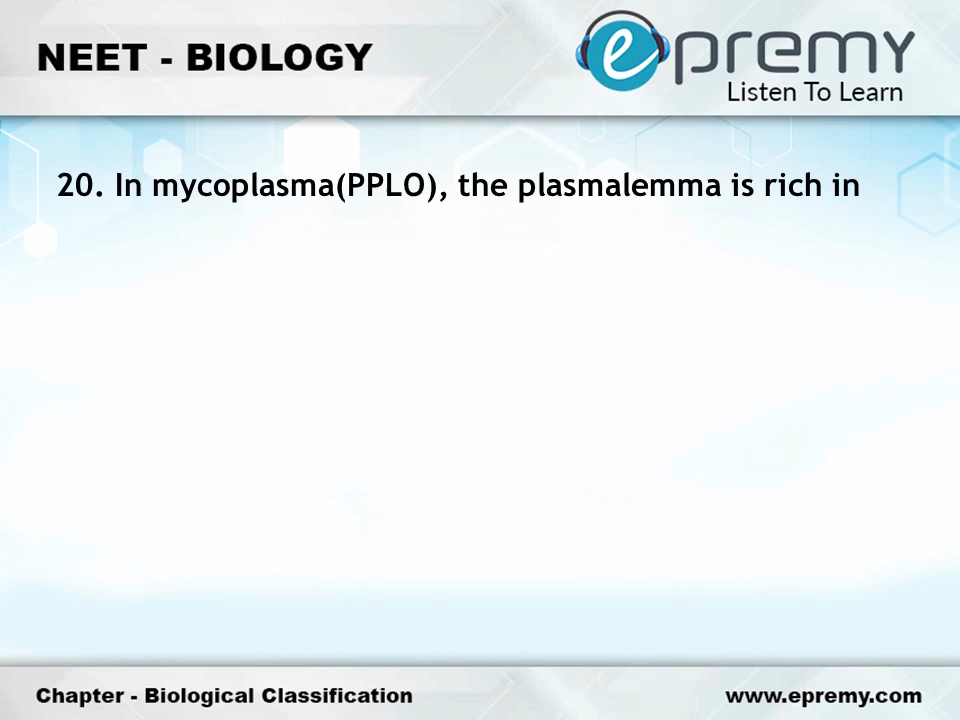 NEET - BIOLOGY
epremy
Listen To Learn
20. In mycoplasma(PPLO), the plasmalemma is rich in
Chapter - Biological Classification
www.epremy.com